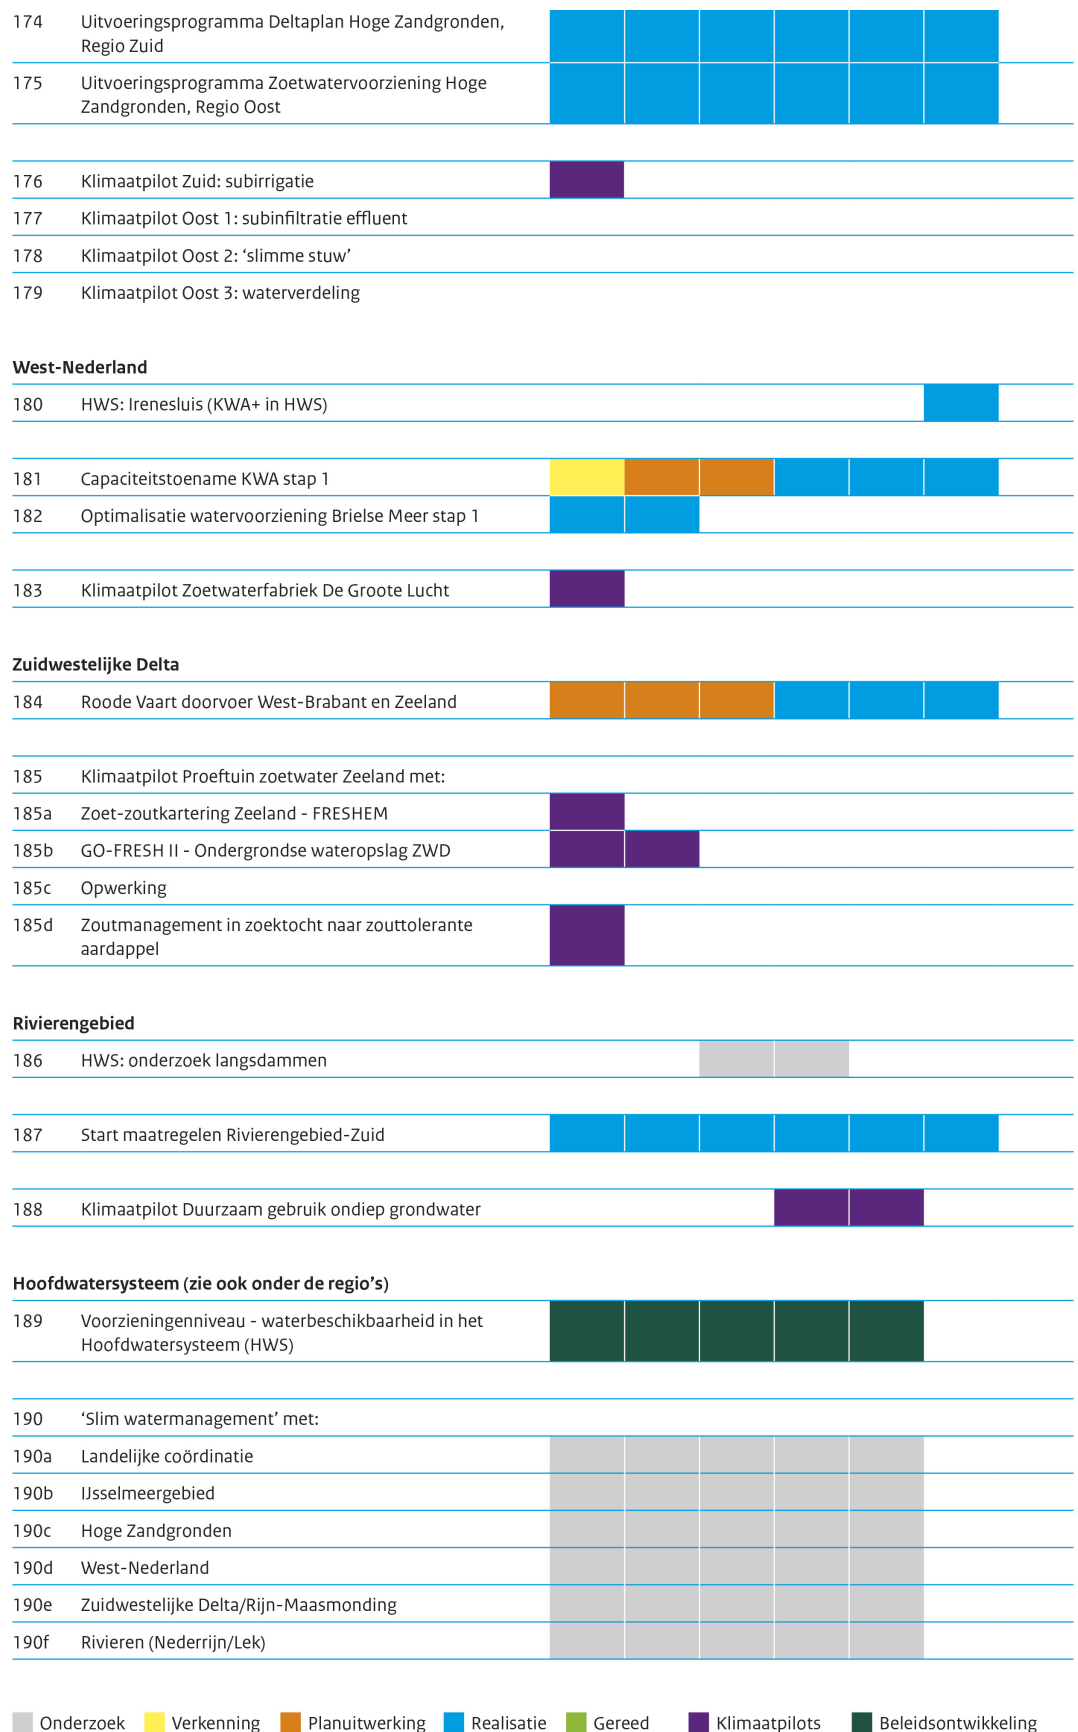 174 Uitvoeringsprogramma Deltaplan Hoge Zandgronden,
Regio Zuid
175 Uitvoeringsprogramma Zoetwatervoorziening Hoge
Zandgronden, Regio Oost
176 Klimaatpilot Zuid: subirrigatie
177 Klimaatpilot Oost 1: subinfiltratie effluent
178 Klimaatpilot Oost 2: ‘slimme stuw’
179 Klimaatpilot Oost 3: waterverdeling
West-Nederland
180 HWS: Irenesluis (KWA+ in HWS)
181 Capaciteitstoename KWA stap 1
182 Optimalisatie watervoorziening Brielse Meer stap 1
183 Klimaatpilot Zoetwaterfabriek De Groote Lucht
Zuidwestelijke Delta
184 Roode Vaart doorvoer West-Brabant en Zeeland
185 Klimaatpilot Proeftuin zoetwater Zeeland met:
185a Zoet-zoutkartering Zeeland - FRESHEM
185b GO-FRESH II - Ondergrondse wateropslag ZWD
185c Opwerking
185d Zoutmanagement in zoektocht naar zouttolerante
aardappel
Rivierengebied
186 HWS: onderzoek langsdammen
187 Start maatregelen Rivierengebied-Zuid
188 Klimaatpilot Duurzaam gebruik ondiep grondwater
Hoofdwatersysteem (zie ook onder de regio’s)
189 Voorzieningenniveau - waterbeschikbaarheid in het
Hoofdwatersysteem (HWS)
190 ‘Slim watermanagement’ met:
190a Landelijke coördinatie
190b IJsselmeergebied
190c Hoge Zandgronden
190d West-Nederland
190e Zuidwestelijke Delta/Rijn-Maasmonding
190f Rivieren (Nederrijn/Lek)
Onderzoek Verkenning Planuitwerking Realisatie Gereed Klimaatpilots Beleidsontwikkeling